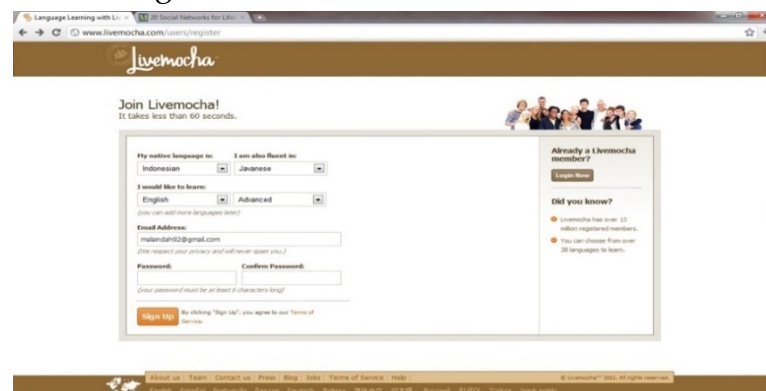 Language Learning with Liv
20 Social Networks for Life
www.livemocha.com/users/register
Livemocha
Join Livemocha!
It takes less than 60 seconds.
My native language is: I am also fluent in:
Indonesian Javanese
I would like to learn:
English Advanced
(you can add more languages later)
Email Address:
malaindah92@gmail.com
(We respect your privacy and will never spam you.)
Password: Confirm Password:
(your password must be at least 6 characters long)
Sign Up
By clicking "Sign Up", you agree to our Terms of
Service.
Already a Livemocha
member?
Login Now
Did you know?
Livemocha has over 13
million registered members.
You can choose from over
38 languages to learn.
About us | Team | Contact us | Press | Blog | Jobs | Terms of Service | Help |
© Livemocha™ 2012. All rights reserved.